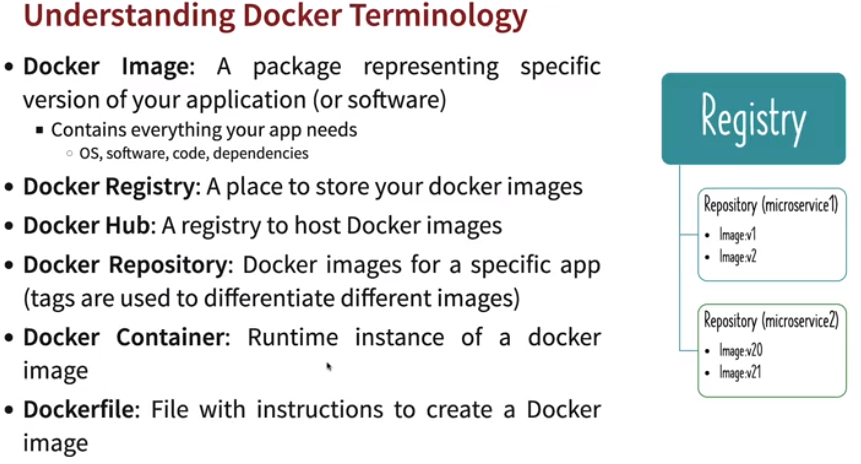 Understanding Docker Terminology
• Docker Image: A package representing specific
version of your application (or software)
▪ Contains everything your app needs
○ OS, software, code, dependencies
• Docker Registry: A place to store your docker images
• Docker Hub: A registry to host Docker images
• Docker Repository: Docker images for a specific app
(tags are used to differentiate different images)
• Docker Container: Runtime instance of a docker
image
• Dockerfile: File with instructions to create a Docker
image
Registry
Repository (microservice1)
• Image:v1
• Image:v2
Repository (microservice2)
• Image:v20
• Image:v21